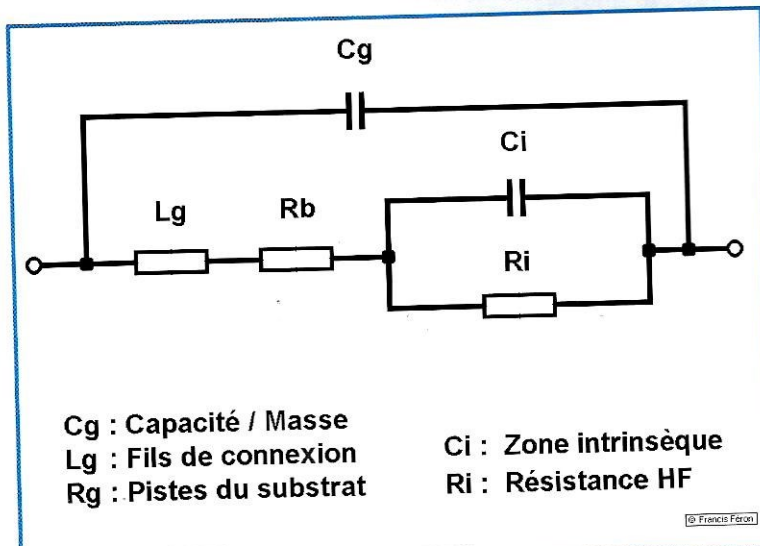 Cg
Ci
Lg
Rb
Ri
Cg : Capacité / Masse
Lg : Fils de connexion
Rg : Pistes du substrat
Ci : Zone intrinsèque
Ri : Résistance HF
© Francis Féron